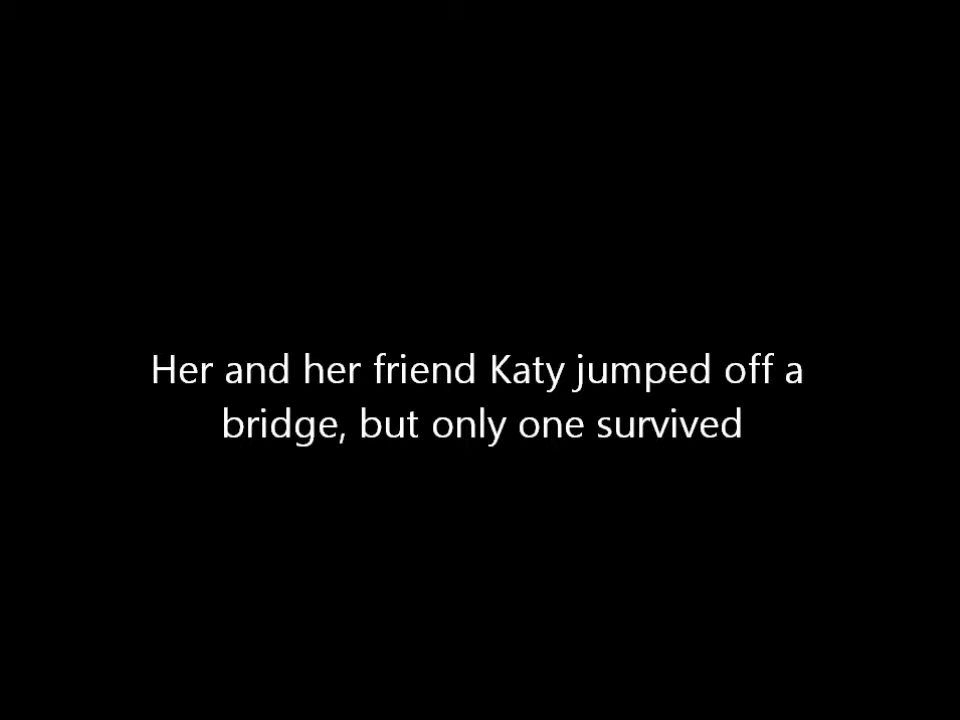 Her and her friend Katy jumped off a
bridge, but only one survived